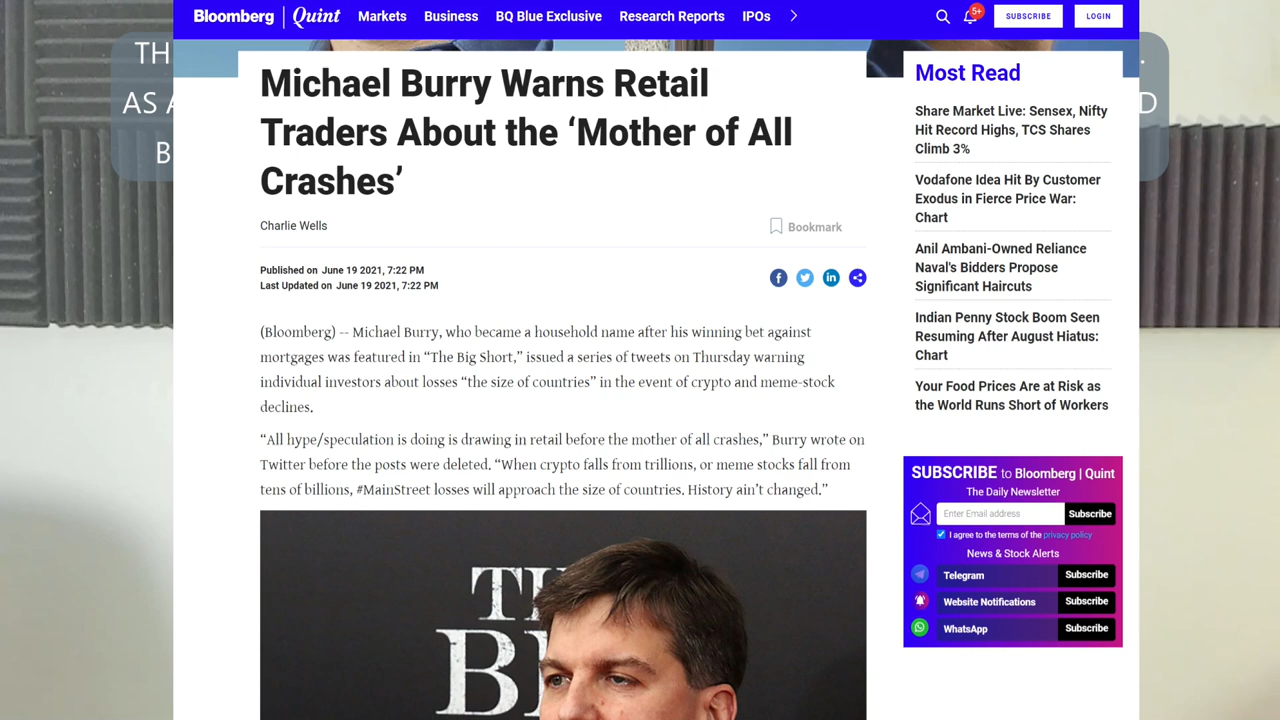 Bloomberg | Quint Markets Business BQ Blue Exclusive Research Reports IPOs 5+ SUBSCRIBE LOGIN
TH
AS
B
D
Michael Burry Warns Retail
Traders About the ‘Mother of All
Crashes’
Charlie Wells
Bookmark
Published on June 19 2021, 7:22 PM
Last Updated on June 19 2021, 7:22 PM
(Bloomberg) -- Michael Burry, who became a household name after his winning bet against
mortgages was featured in “The Big Short,” issued a series of tweets on Thursday warning
individual investors about losses “the size of countries” in the event of crypto and meme-stock
declines.
“All hype/speculation is doing is drawing in retail before the mother of all crashes,” Burry wrote on
Twitter before the posts were deleted. “When crypto falls from trillions, or meme stocks fall from
tens of billions, #MainStreet losses will approach the size of countries. History ain’t changed.”
Most Read
Share Market Live: Sensex, Nifty
Hit Record Highs, TCS Shares
Climb 3%
Vodafone Idea Hit By Customer
Exodus in Fierce Price War:
Chart
Anil Ambani-Owned Reliance
Naval's Bidders Propose
Significant Haircuts
Indian Penny Stock Boom Seen
Resuming After August Hiatus:
Chart
Your Food Prices Are at Risk as
the World Runs Short of Workers
SUBSCRIBE to Bloomberg | Quint
The Daily Newsletter
Enter Email address Subscribe
I agree to the terms of the privacy policy
News & Stock Alerts
Telegram Subscribe
Website Notifications Subscribe
WhatsApp Subscribe